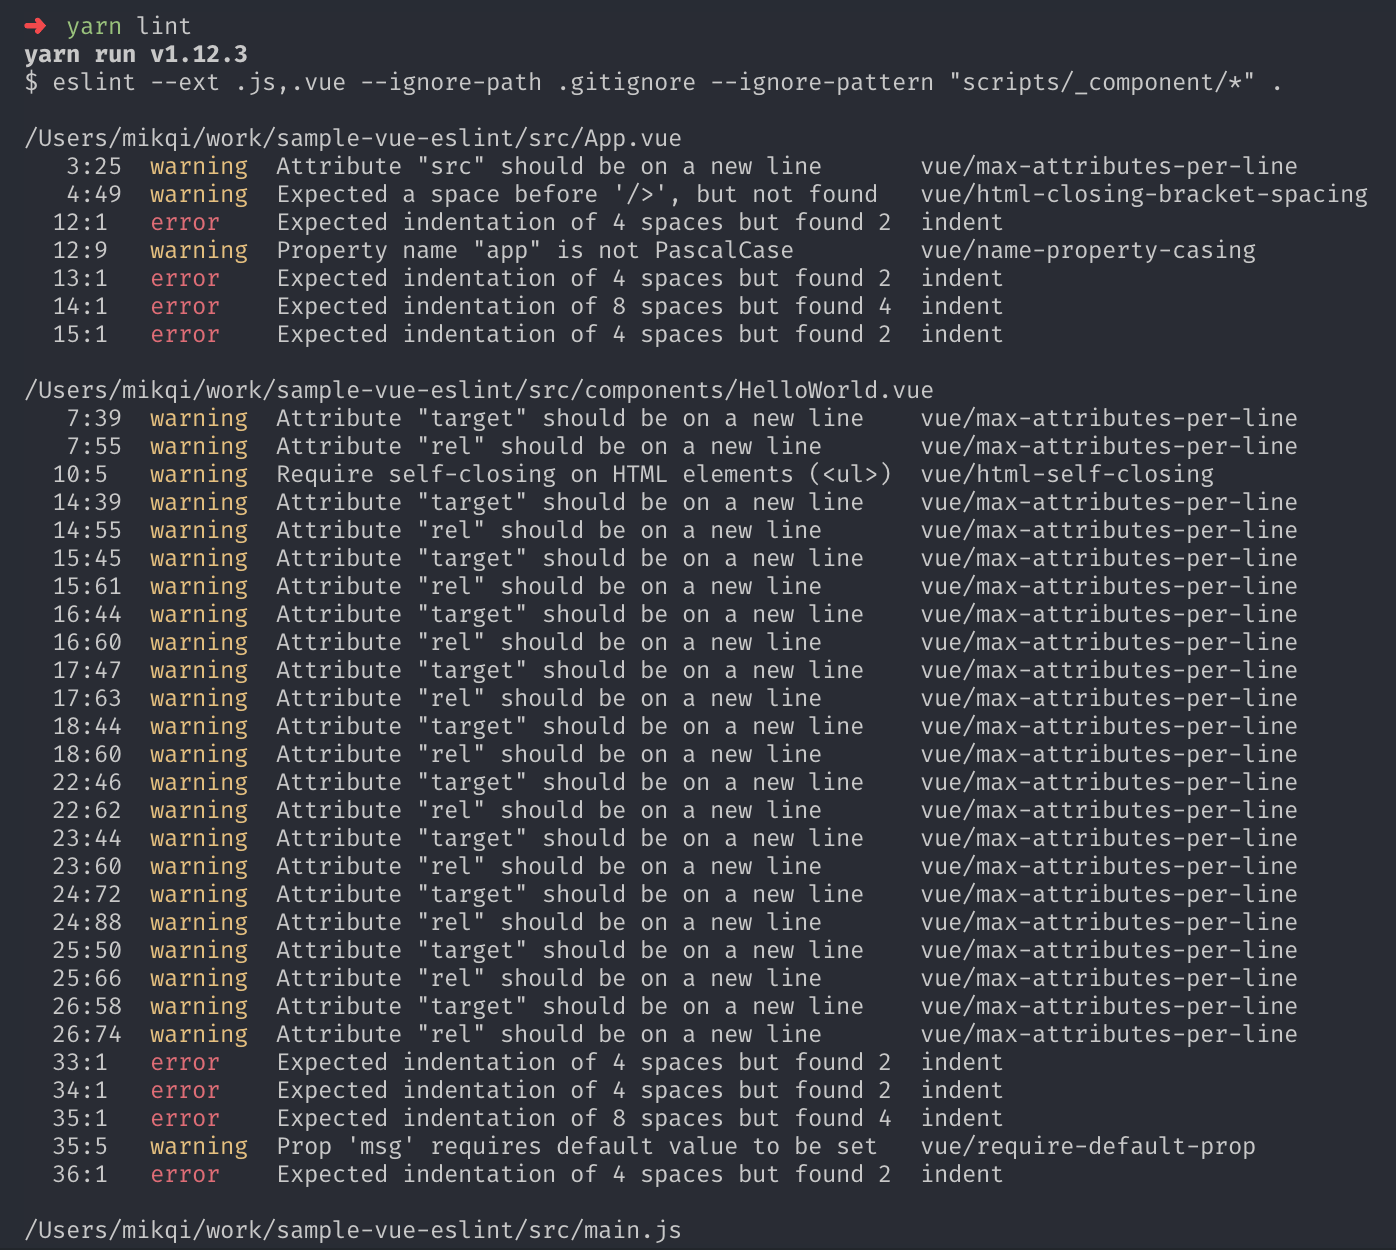 ➜ yarn lint
yarn run v1.12.3
$ eslint --ext .js,.vue --ignore-path .gitignore --ignore-pattern "scripts/_component/*" .
/Users/mikqi/work/sample-vue-eslint/src/App.vue
3:25 warning Attribute "src" should be on a new line vue/max-attributes-per-line
4:49 warning Expected a space before '/>', but not found vue/html-closing-bracket-spacing
12:1 error Expected indentation of 4 spaces but found 2 indent
12:9 warning Property name "app" is not PascalCase vue/name-property-casing
13:1 error Expected indentation of 4 spaces but found 2 indent
14:1 error Expected indentation of 8 spaces but found 4 indent
15:1 error Expected indentation of 4 spaces but found 2 indent
/Users/mikqi/work/sample-vue-eslint/src/components/HelloWorld.vue
7:39 warning Attribute "target" should be on a new line vue/max-attributes-per-line
7:55 warning Attribute "rel" should be on a new line vue/max-attributes-per-line
10:5 warning Require self-closing on HTML elements (<ul>) vue/html-self-closing
14:39 warning Attribute "target" should be on a new line vue/max-attributes-per-line
14:55 warning Attribute "rel" should be on a new line vue/max-attributes-per-line
15:45 warning Attribute "target" should be on a new line vue/max-attributes-per-line
15:61 warning Attribute "rel" should be on a new line vue/max-attributes-per-line
16:44 warning Attribute "target" should be on a new line vue/max-attributes-per-line
16:60 warning Attribute "rel" should be on a new line vue/max-attributes-per-line
17:47 warning Attribute "target" should be on a new line vue/max-attributes-per-line
17:63 warning Attribute "rel" should be on a new line vue/max-attributes-per-line
18:44 warning Attribute "target" should be on a new line vue/max-attributes-per-line
18:60 warning Attribute "rel" should be on a new line vue/max-attributes-per-line
22:46 warning Attribute "target" should be on a new line vue/max-attributes-per-line
22:62 warning Attribute "rel" should be on a new line vue/max-attributes-per-line
23:44 warning Attribute "target" should be on a new line vue/max-attributes-per-line
23:60 warning Attribute "rel" should be on a new line vue/max-attributes-per-line
24:72 warning Attribute "target" should be on a new line vue/max-attributes-per-line
24:88 warning Attribute "rel" should be on a new line vue/max-attributes-per-line
25:50 warning Attribute "target" should be on a new line vue/max-attributes-per-line
25:66 warning Attribute "rel" should be on a new line vue/max-attributes-per-line
26:58 warning Attribute "target" should be on a new line vue/max-attributes-per-line
26:74 warning Attribute "rel" should be on a new line vue/max-attributes-per-line
33:1 error Expected indentation of 4 spaces but found 2 indent
34:1 error Expected indentation of 4 spaces but found 2 indent
35:1 error Expected indentation of 8 spaces but found 4 indent
35:5 warning Prop 'msg' requires default value to be set vue/require-default-prop
36:1 error Expected indentation of 4 spaces but found 2 indent
/Users/mikqi/work/sample-vue-eslint/src/main.js